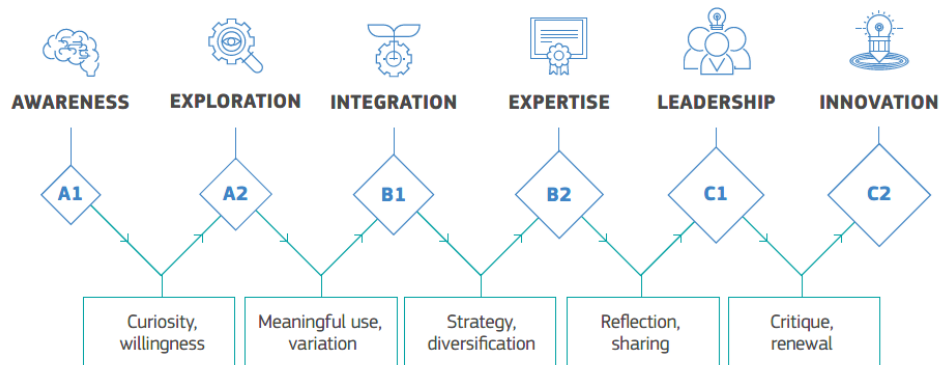 AWARENESS
EXPLORATION
INTEGRATION
EXPERTISE
LEADERSHIP
INNOVATION
A1
A2
B1
B2
C1
C2
Curiosity,
willingness
Meaningful use,
variation
Strategy,
diversification
Reflection,
sharing
Critique,
renewal